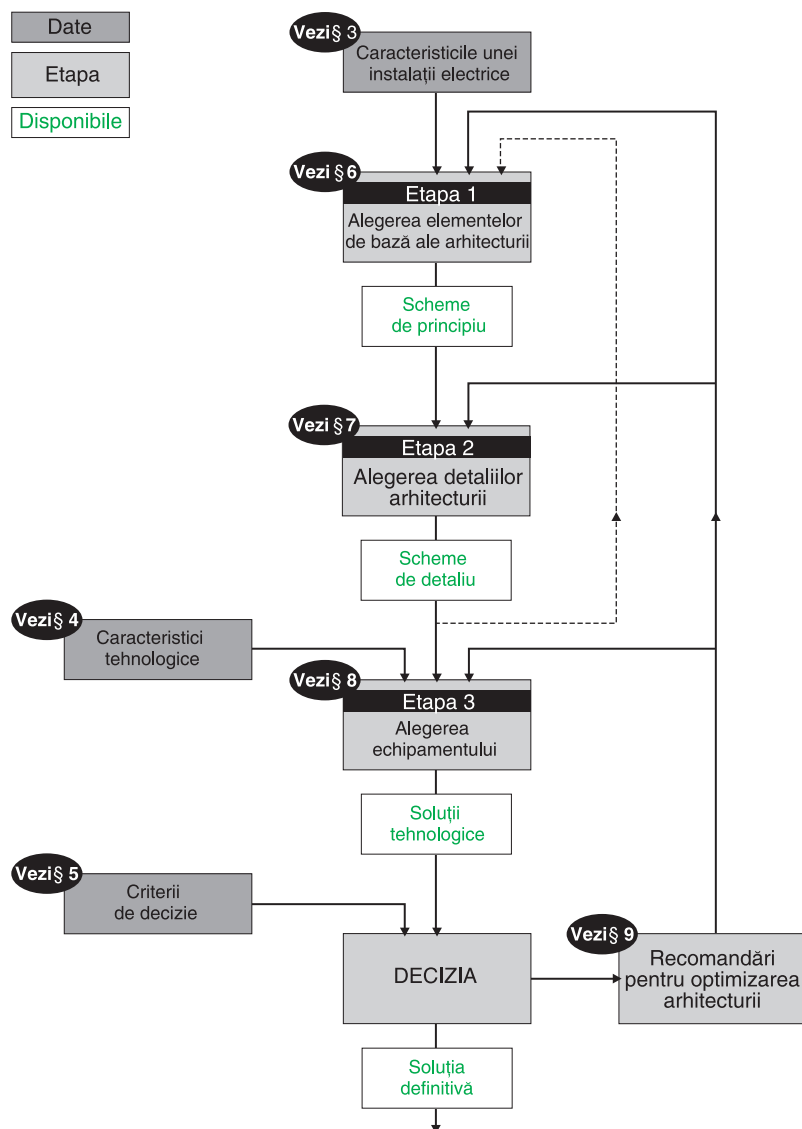 Date
Etapa
Disponibile
Vezi § 3
Caracteristicile unei
instalații electrice
Vezi § 6
Etapa 1
Alegerea elementelor
de bază ale arhitecturii
Scheme
de principiu
Vezi § 7
Etapa 2
Alegerea detaliilor
arhitecturii
Scheme
de detaliu
Vezi § 4
Caracteristici
tehnologice
Vezi § 8
Etapa 3
Alegerea
echipamentului
Soluții
tehnologice
Vezi § 5
Criterii
de decizie
DECIZIA
Vezi § 9
Recomandări
pentru optimizarea
arhitecturii
Soluția
definitivă